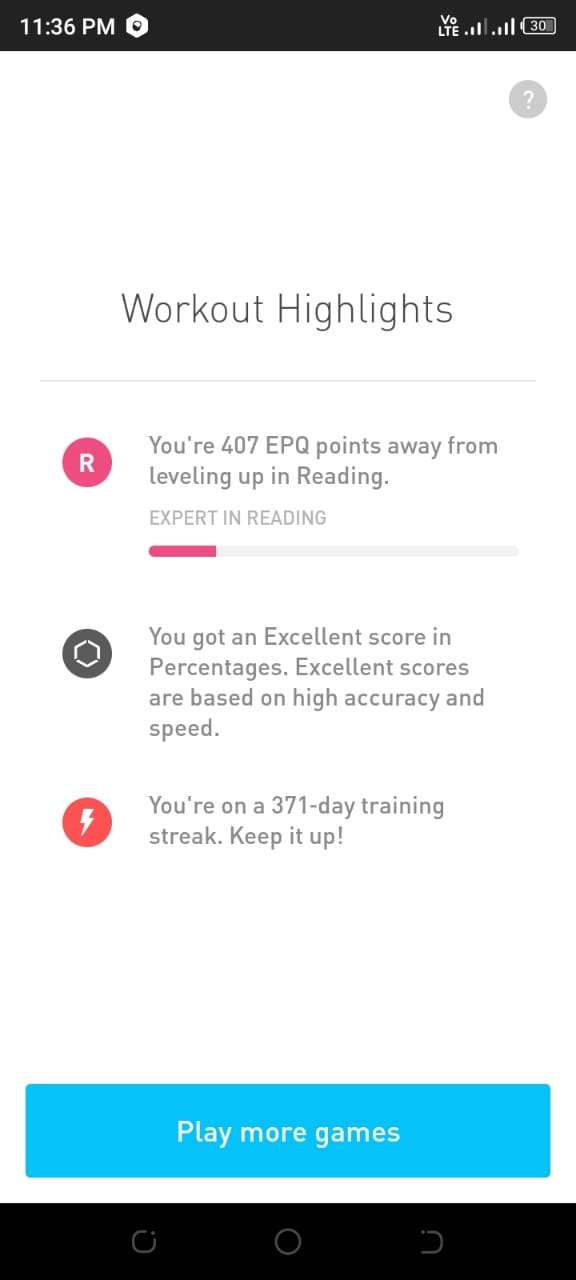 11:36 PM
Vo
LTE
30
?
Workout Highlights
R
You're 407 EPQ points away from
leveling up in Reading.
EXPERT IN READING
You got an Excellent score in
Percentages. Excellent scores
are based on high accuracy and
speed.
You're on a 371-day training
streak. Keep it up!
Play more games